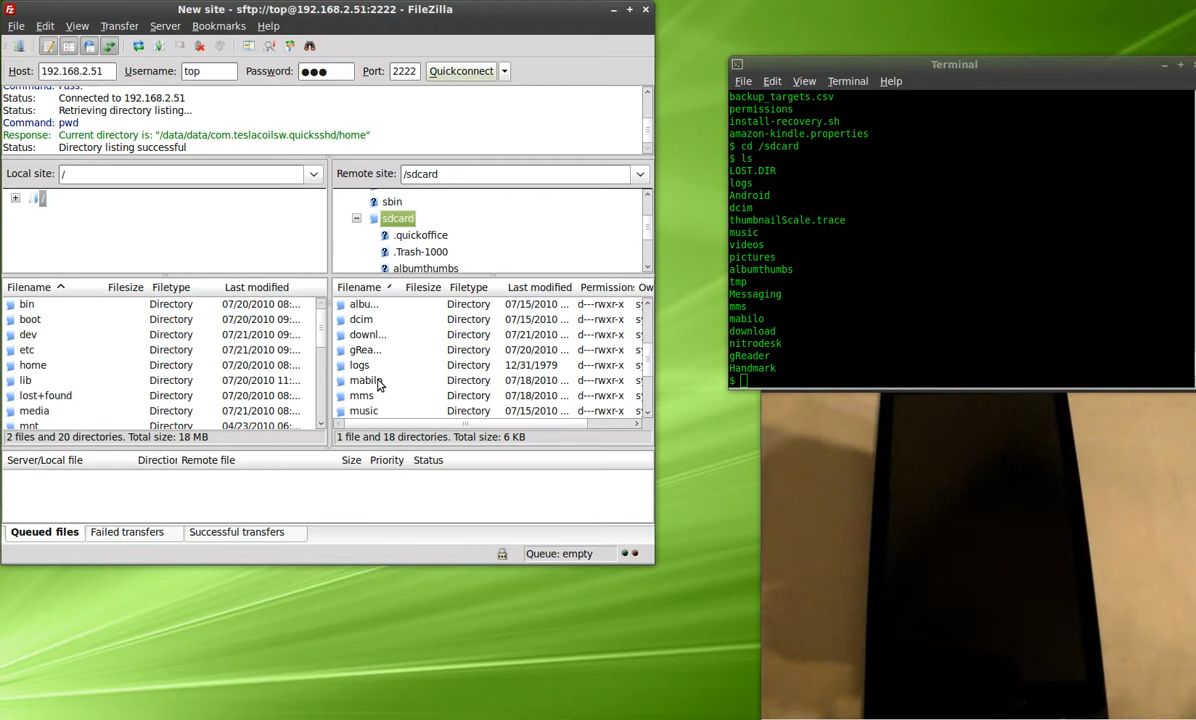 New site - sftp://top@192.168.2.51:2222 - FileZilla
File Edit View Transfer Server Bookmarks Help
Host: 192.168.2.51 Username: top Password: ●●● Port: 2222 Quickconnect
Command: Pass:
Status: Connected to 192.168.2.51
Status: Retrieving directory listing...
Command: pwd
Response: Current directory is: "/data/data/com.teslacoilsw.quicksshd/home"
Status: Directory listing successful
Local site: /
/
Filename Filesize Filetype Last modified
bin Directory 07/20/2010 08:...
boot Directory 07/20/2010 08:...
dev Directory 07/21/2010 09:...
etc Directory 07/21/2010 09:...
home Directory 07/20/2010 08:...
lib Directory 07/20/2010 11:...
lost+found Directory 07/20/2010 08:...
media Directory 07/21/2010 08:...
mnt Directory 04/23/2010 06:...
2 files and 20 directories. Total size: 18 MB
Remote site: /sdcard
sbin
sdcard
.quickoffice
.Trash-1000
albumthumbs
Filename Filesize Filetype Last modified Permission: Ow
albu... Directory 07/15/2010 ... d---rwxr-x sy
dcim Directory 07/15/2010 ... d---rwxr-x sy
downl... Directory 07/21/2010 ... d---rwxr-x sy
gRea... Directory 07/20/2010 ... d---rwxr-x sy
logs Directory 12/31/1979 d---rwxr-x sy
mabilo Directory 07/18/2010 ... d---rwxr-x sy
mms Directory 07/18/2010 ... d---rwxr-x sy
music Directory 07/15/2010 ... d---rwxr-x sy
1 file and 18 directories. Total size: 6 KB
Server/Local file Direction Remote file Size Priority Status
Queued files Failed transfers Successful transfers
Queue: empty
Terminal
File Edit View Terminal Help
backup_targets.csv
permissions
install-recovery.sh
amazon-kindle.properties
$ cd /sdcard
$ ls
LOST.DIR
logs
Android
dcim
thumbnailScale.trace
music
videos
pictures
albumthumbs
tmp
Messaging
mms
mabilo
download
nitrodesk
gReader
Handmark
$